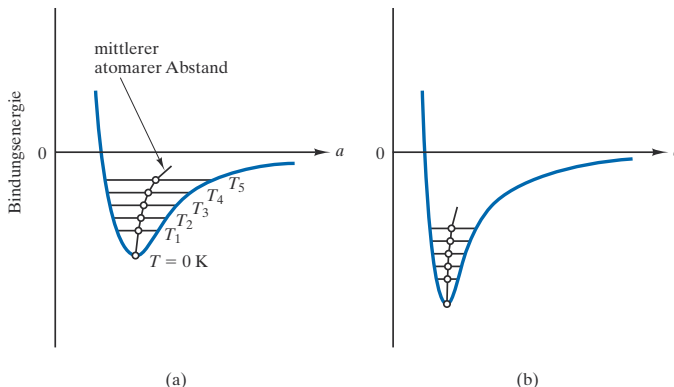 mittlerer
atomarer Abstand
Bindungsenergie
0
a
T5
T4
T3
T2
T1
T = 0 K
(a)
0
(b)